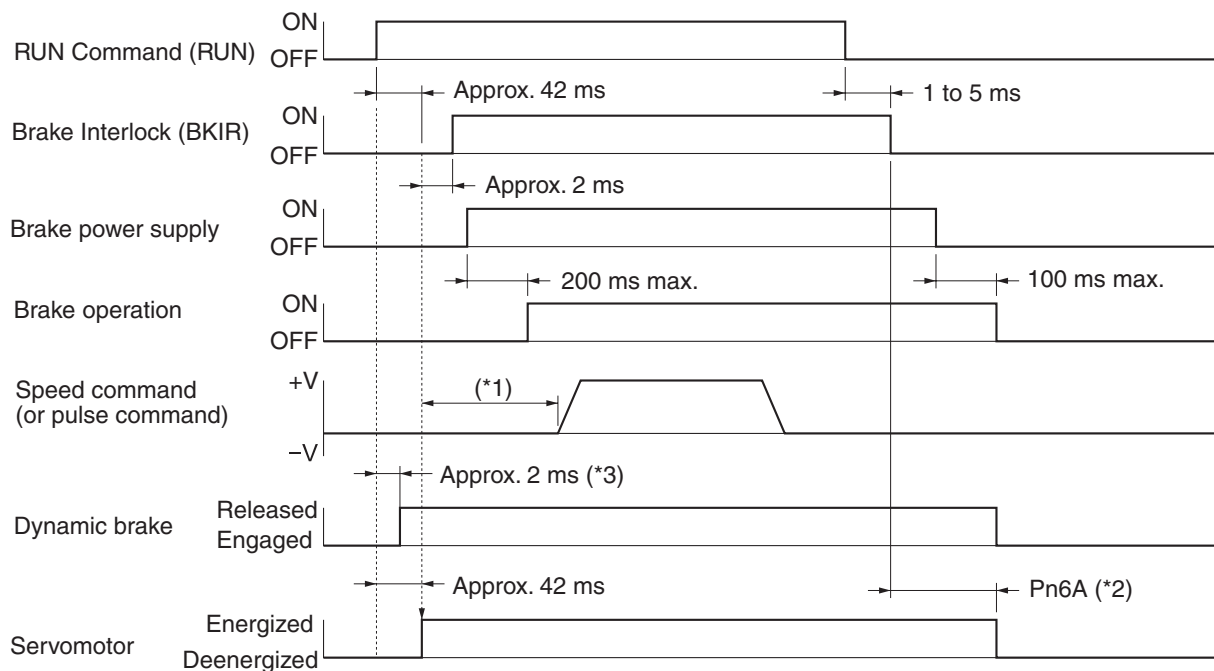 ON
RUN Command (RUN)
OFF
Approx. 42 ms
1 to 5 ms
ON
Brake Interlock (BKIR)
OFF
Approx. 2 ms
ON
Brake power supply
OFF
200 ms max.
100 ms max.
ON
Brake operation
OFF
+V
Speed command
(or pulse command)
(*1)
−V
Approx. 2 ms (*3)
Released
Dynamic brake
Engaged
Approx. 42 ms
Pn6A (*2)
Energized
Servomotor
Deenergized